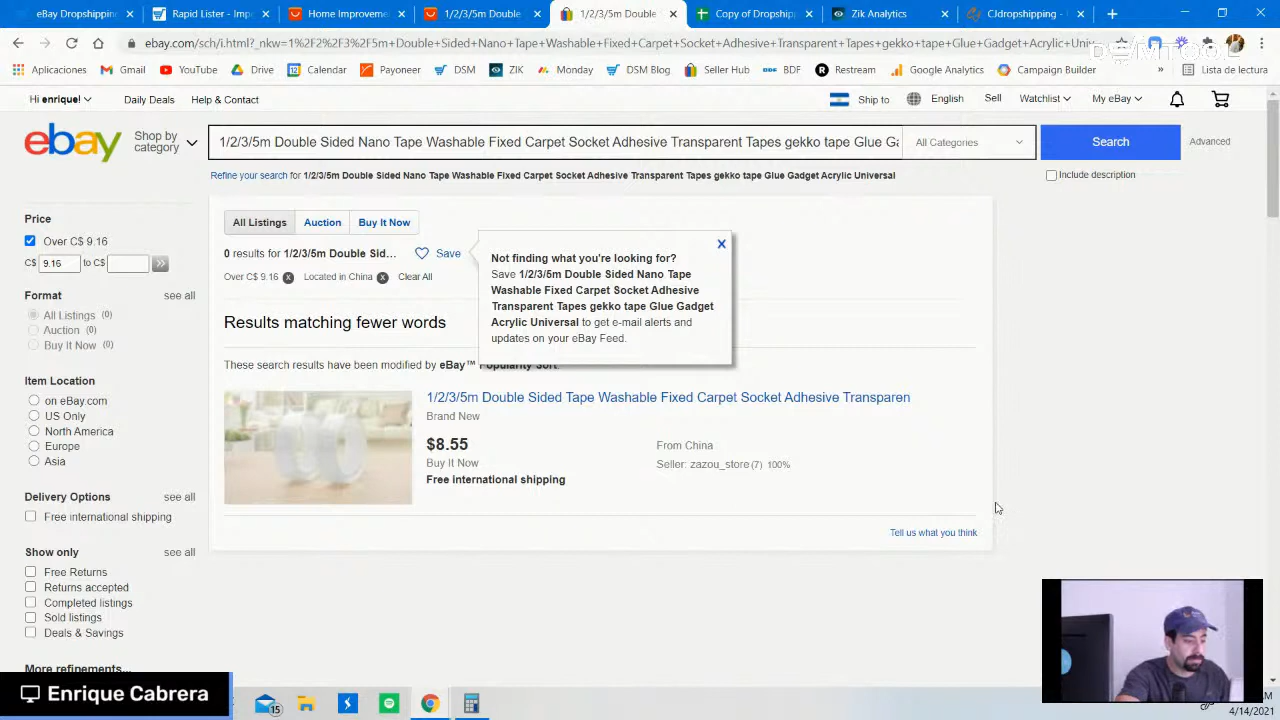 eBay Dropshipping
Rapid Lister - Impo
Home Improveme
1/2/3/5m Double
1/2/3/5m Double
Copy of Dropship
Zik Analytics
CJdropshipping -
ebay.com/sch/i.html?_nkw=1%2F2%2F3%2F5m+Double+-Sided+Nano+Tape+Washable+Fixed+Carpet+Socket+Adhesive+Transparent+Tapes+gekko+tape+Glue+Gadget+Acrylic+Univ
DSMTOOL
Aplicaciones
Gmail
YouTube
Drive
Calendar
Payoneer
DSM
ZIK
Monday
DSM Blog
Seller Hub
BDF
Restream
Google Analytics
Campaign Builder
»
Lista de lectura
Hi enrique!
Daily Deals
Help & Contact
Ship to
English
Sell
Watchlist
My eBay
ebay
Shop by
category
1/2/3/5m Double Sided Nano Tape Washable Fixed Carpet Socket Adhesive Transparent Tapes gekko tape Glue Ga
All Categories
Search
Advanced
Refine your search for 1/2/3/5m Double Sided Nano Tape Washable Fixed Carpet Socket Adhesive Transparent Tapes gekko tape Glue Gadget Acrylic Universal
Include description
Price
Over C$ 9.16
C$ 9.16 to C$
Format
see all
All Listings (0)
Auction (0)
Buy It Now (0)
Item Location
on eBay.com
US Only
North America
Europe
Asia
Delivery Options
see all
Free international shipping
Show only
see all
Free Returns
Returns accepted
Completed listings
Sold listings
Deals & Savings
More refinements...
All Listings
Auction
Buy It Now
0 results for 1/2/3/5m Double Sid...
Save
Over C$ 9.16
Located in China
Clear All
Not finding what you're looking for?
Save 1/2/3/5m Double Sided Nano Tape
Washable Fixed Carpet Socket Adhesive
Transparent Tapes gekko tape Glue Gadget
Acrylic Universal to get e-mail alerts and
updates on your eBay Feed.
Results matching fewer words
These search results have been modified by eBay™ Popularity Sort.
1/2/3/5m Double Sided Tape Washable Fixed Carpet Socket Adhesive Transparen
Brand New
$8.55
Buy It Now
Free international shipping
From China
Seller: zazou_store (7) 100%
Tell us what you think
Enrique Cabrera
15
4/14/2021